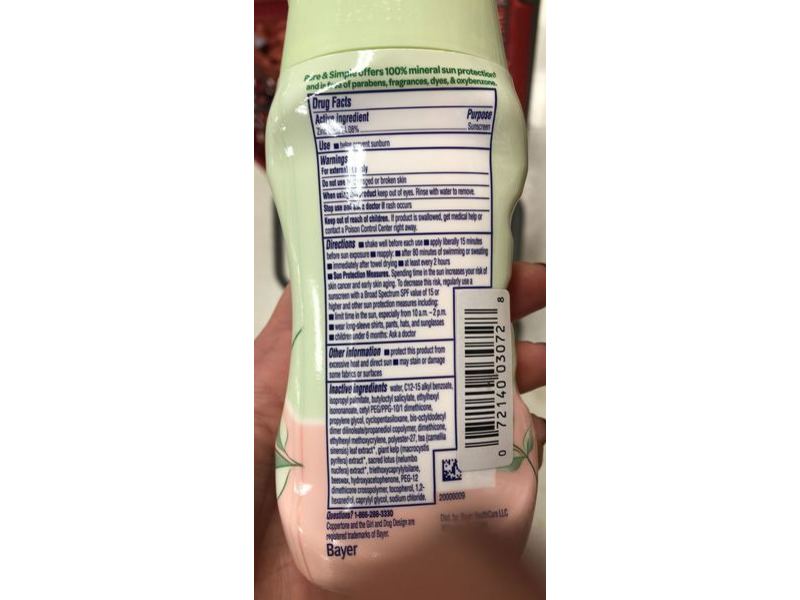 Pure & Simple offers 100% mineral sun protection†
and is free of parabens, fragrances, dyes, & oxybenzone.
Drug Facts
Active ingredient Purpose
Sunscreen
Use ■ helps prevent sunburn
Warnings
For external only
Do not use or broken skin
When using this product keep out of eyes. Rinse with water to remove.
Stop use and ask a doctor if rash occurs
Keep out of reach of children. If product is swallowed, get medical help or
contact a Poison Control Center right away.
Directions ■ shake well before each use ■ apply liberally 15 minutes
before sun exposure ■ reapply: ■ after 80 minutes of swimming or sweating
■ immediately after towel drying ■ at least every 2 hours
■ Sun Protection Measures. Spending time in the sun increases your risk of
skin cancer and early skin aging. To decrease this risk, regularly use a
sunscreen with a Broad Spectrum SPF value of 15 or
higher and other sun protection measures including:
■ limit time in the sun, especially from 10 a.m. – 2 p.m.
■ wear long-sleeve shirts, pants, hats, and sunglasses
■ children under 6 months: Ask a doctor
Other information ■ protect this product from
excessive heat and direct sun ■ may stain or damage
some fabrics or surfaces
Inactive ingredients water, C12-15 alkyl benzoate,
isopropyl palmitate, butyloctyl salicylate, ethylhexyl
isononanoate, cetyl PEG/PPG-10/1 dimethicone,
propylene glycol, cyclopentasiloxane, bis-octyldodecyl
dimer dilinoleate/propanediol copolymer, dimethicone,
ethylhexyl methoxycrylene, polyester-27, tea (camellia
sinensis) leaf extract*, giant kelp (macrocystis
pyrifera) extract*, sacred lotus (nelumbo
nucifera) extract*, triethoxycaprylylsilane,
beeswax, hydroxyacetophenone, PEG-12
dimethicone crosspolymer, tocopherol, 1,2-
hexanediol, caprylyl glycol, sodium chloride.
Questions? 1-866-288-3330
Coppertone and the Girl and Dog Design are
registered trademarks of Bayer.
Bayer
0 72140 03072 8
20000009
Dist. by: Bayer HealthCare LLC